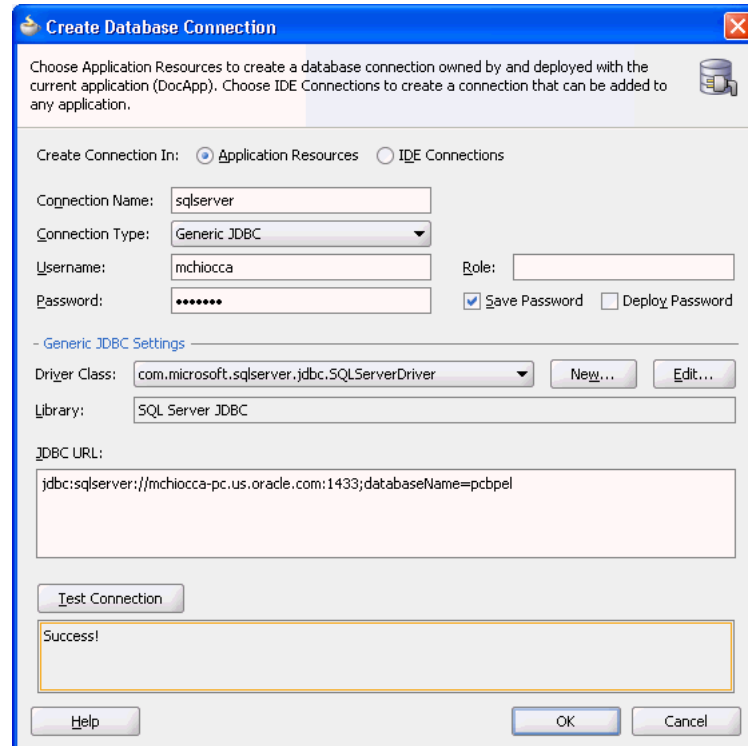 Create Database Connection
Choose Application Resources to create a database connection owned by and deployed with the
current application (DocApp). Choose IDE Connections to create a connection that can be added to
any application.
Create Connection In: Application Resources IDE Connections
Connection Name: sqlserver
Connection Type: Generic JDBC
Username: mchiocca Role:
Password: ••••••• Save Password Deploy Password
- Generic JDBC Settings
Driver Class: com.microsoft.sqlserver.jdbc.SQLServerDriver New... Edit...
Library: SQL Server JDBC
JDBC URL:
jdbc:sqlserver://mchiocca-pc.us.oracle.com:1433;databaseName=pcbpel
Test Connection
Success!
Help OK Cancel